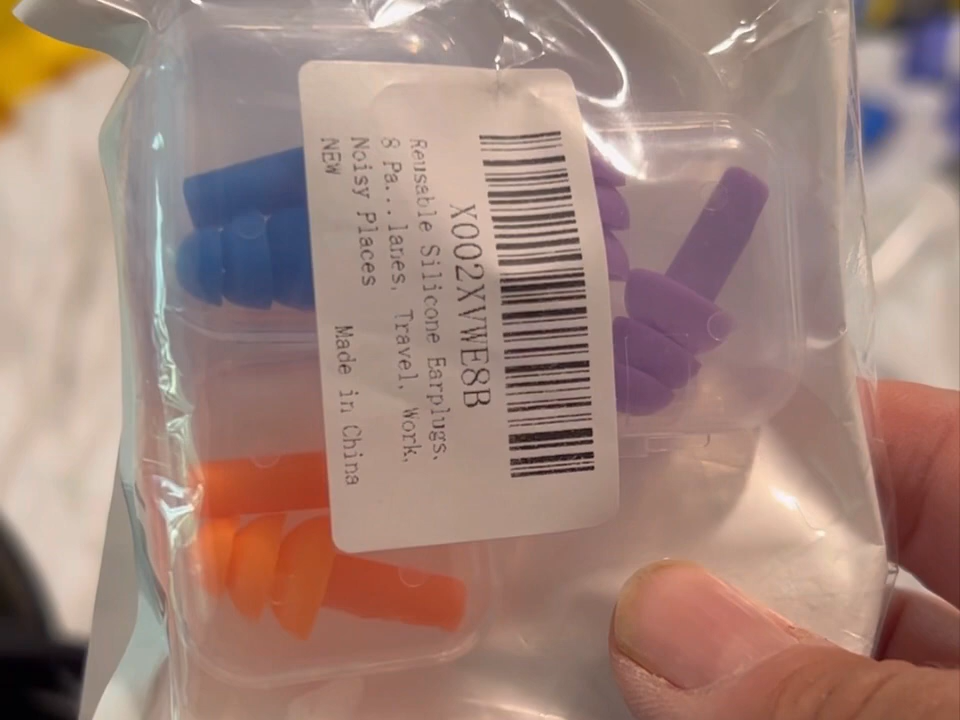 X002XVWE8B
Reusable Silicone Earplugs,
8 Pa...lanes, Travel, Work,
Noisy Places
NEW Made in China